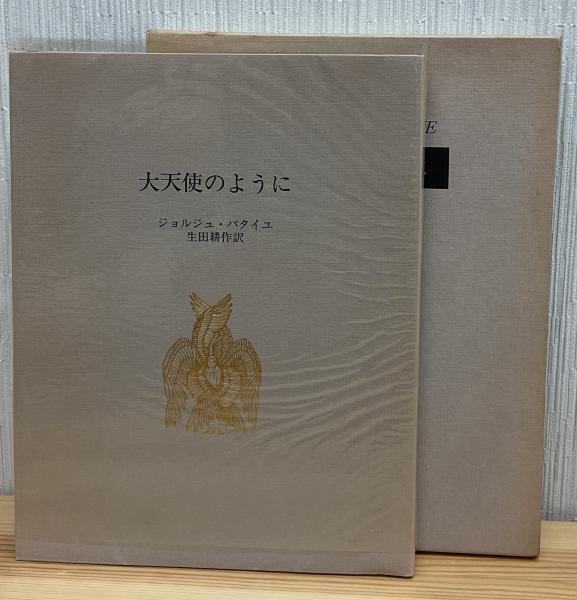 大天使のように
ジョルジュ・バタイユ
生田耕作訳
E